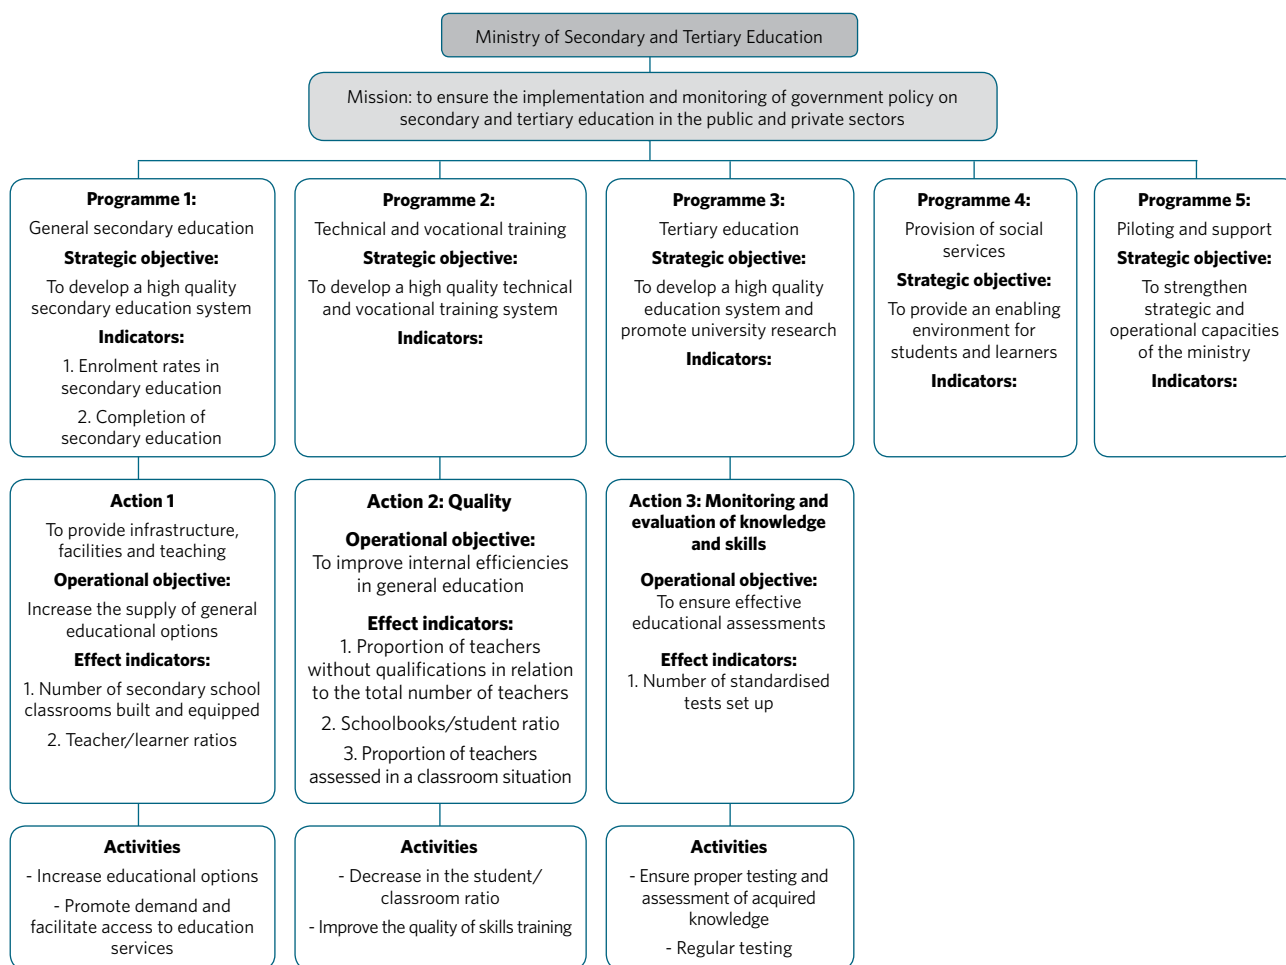 Ministry of Secondary and Tertiary Education
Mission: to ensure the implementation and monitoring of government policy on
secondary and tertiary education in the public and private sectors
Programme 1:
General secondary education
Strategic objective:
To develop a high quality
secondary education system
Indicators:
1. Enrolment rates in
secondary education
2. Completion of
secondary education
Programme 2:
Technical and vocational training
Strategic objective:
To develop a high quality technical
and vocational training system
Indicators:
Programme 3:
Tertiary education
Strategic objective:
To develop a high quality
education system and
promote university research
Indicators:
Programme 4:
Provision of social
services
Strategic objective:
To provide an enabling
environment for
students and learners
Indicators:
Programme 5:
Piloting and support
Strategic objective:
To strengthen
strategic and
operational capacities
of the ministry
Indicators:
Action 1
To provide infrastructure,
facilities and teaching
Operational objective:
Increase the supply of general
educational options
Effect indicators:
1. Number of secondary school
classrooms built and equipped
2. Teacher/learner ratios
Action 2: Quality
Operational objective:
To improve internal efficiencies
in general education
Effect indicators:
1. Proportion of teachers
without qualifications in relation
to the total number of teachers
2. Schoolbooks/student ratio
3. Proportion of teachers
assessed in a classroom situation
Action 3: Monitoring and
evaluation of knowledge
and skills
Operational objective:
To ensure effective
educational assessments
Effect indicators:
1. Number of standardised
tests set up
Activities
- Increase educational options
- Promote demand and
facilitate access to education
services
Activities
- Decrease in the student/
classroom ratio
- Improve the quality of skills training
Activities
- Ensure proper testing and
assessment of acquired
knowledge
- Regular testing